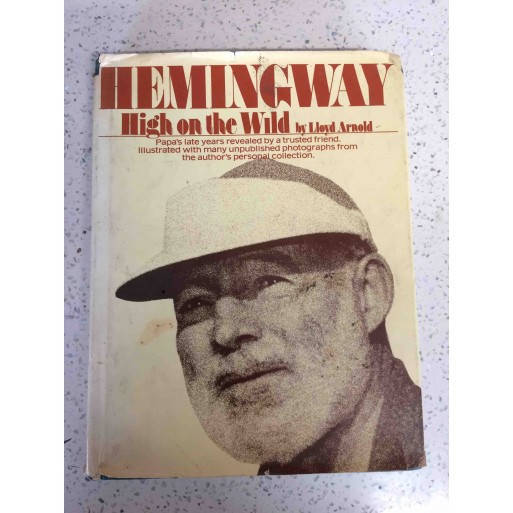 HEMINGWAY
High on the Wild by Lloyd Arnold
Papa's late years revealed by a trusted friend.
Illustrated with many unpublished photographs from
the author's personal collection.